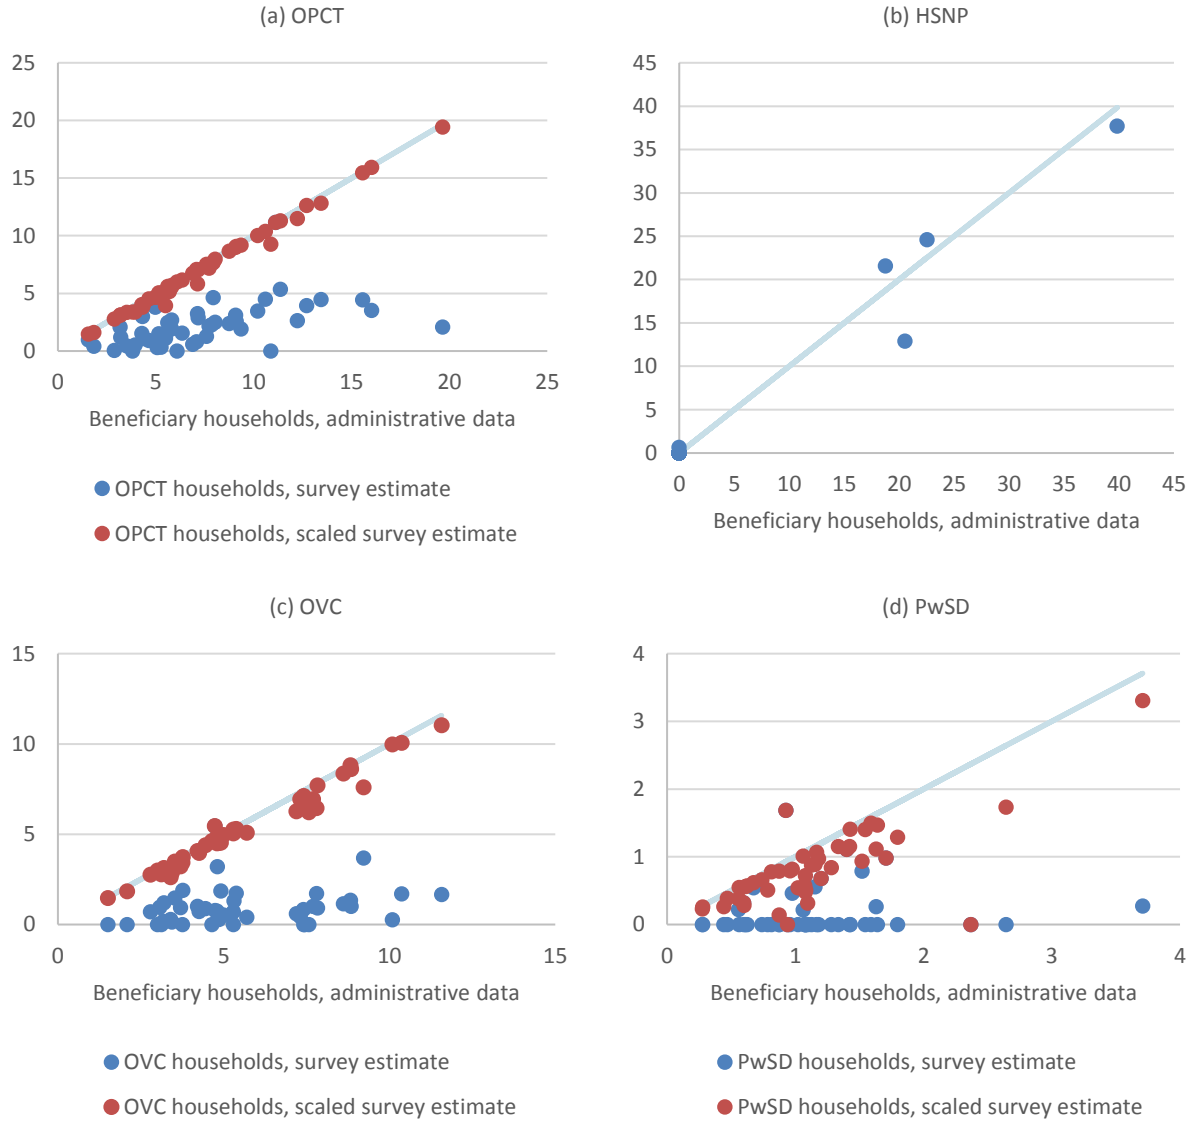 (a) OPCT
25
20
15
10
5
0
0 5 10 15 20 25
Beneficiary households, administrative data
OPCT households, survey estimate
OPCT households, scaled survey estimate
(b) HSNP
45
40
35
30
25
20
15
10
5
0
0 5 10 15 20 25 30 35 40 45
Beneficiary households, administrative data
(c) OVC
15
10
5
0
0 5 10 15
Beneficiary households, administrative data
OVC households, survey estimate
OVC households, scaled survey estimate
(d) PwSD
4
3
2
1
0
0 1 2 3 4
Beneficiary households, administrative data
PwSD households, survey estimate
PwSD households, scaled survey estimate